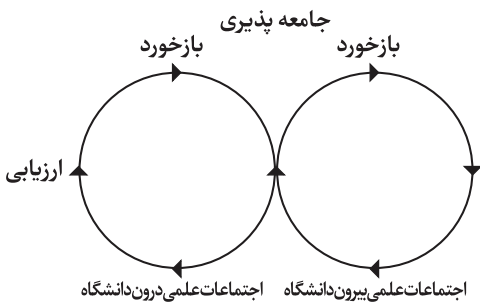 جامعه پذیری
بازخورد
بازخورد
ارزیابی
اجتماعات علمی بیرون دانشگاه
اجتماعات علمی درون دانشگاه